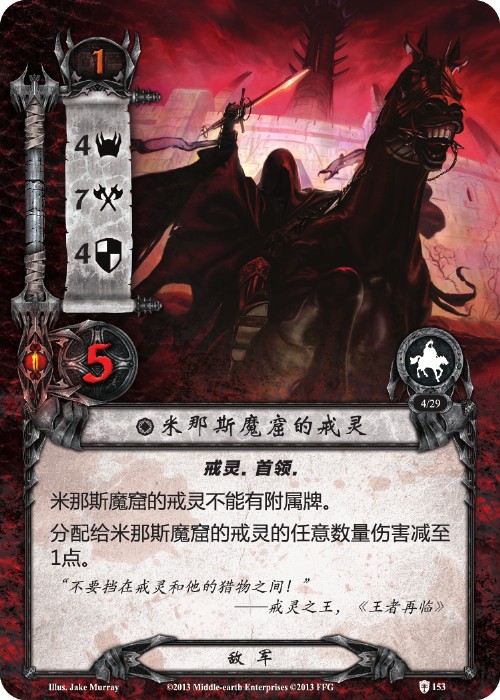 1
4
7
4
5
4/29
米那斯魔窟的戒灵
戒灵. 首领.
米那斯魔窟的戒灵不能有附属牌。
分配给米那斯魔窟的戒灵的任意数量伤害减至
1点。
“不要挡在戒灵和他的猎物之间！”
——戒灵之王，《王者再临》
敌军
Illus. Jake Murray
©2013 Middle-earth Enterprises ©2013 FFG
153